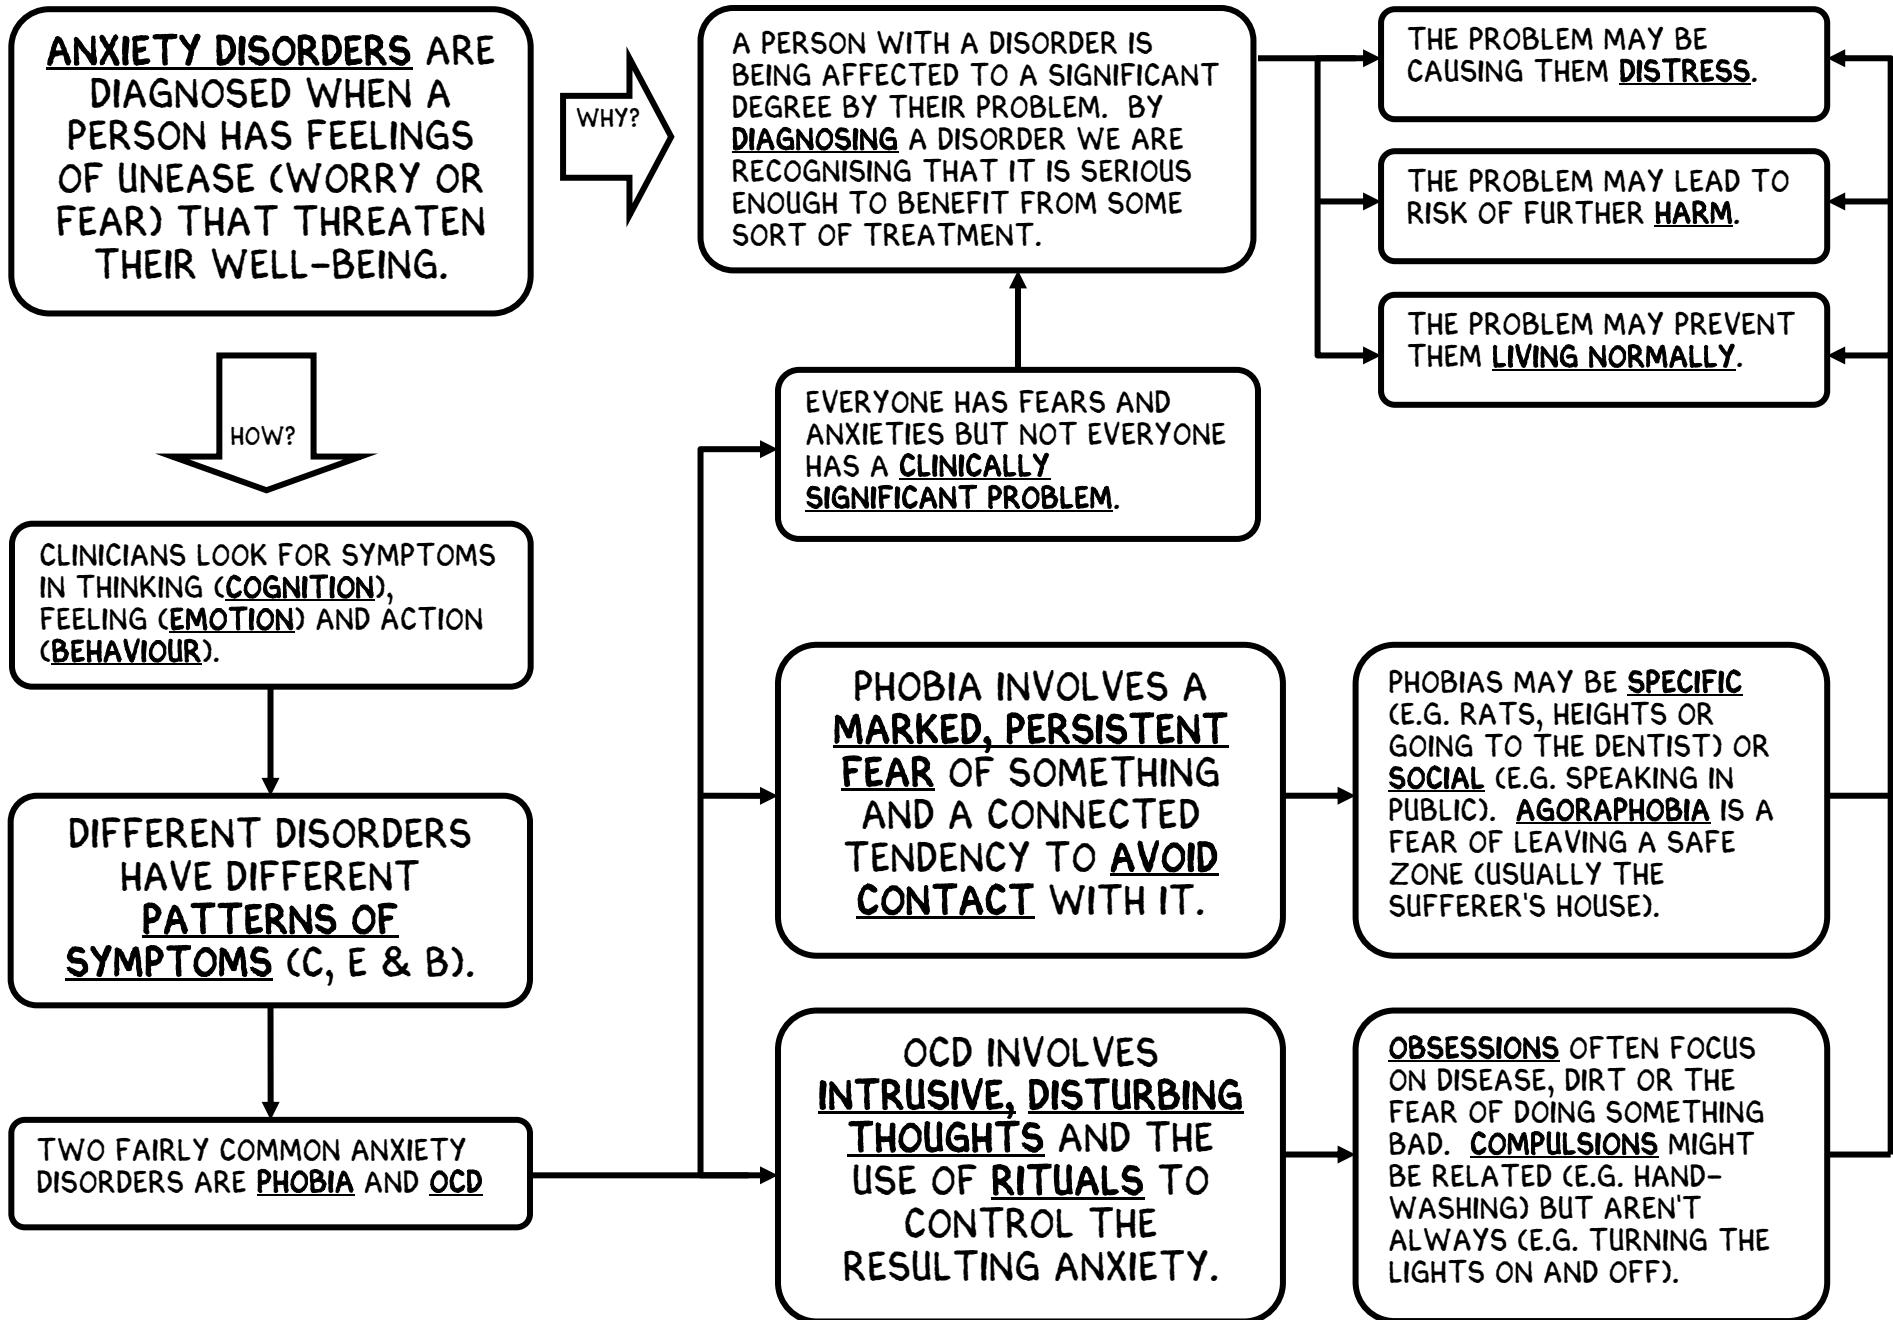 ANXIETY DISORDERS ARE
DIAGNOSED WHEN A
PERSON HAS FEELINGS
OF UNEASE (WORRY OR
FEAR) THAT THREATEN
THEIR WELL-BEING.
WHY?
A PERSON WITH A DISORDER IS
BEING AFFECTED TO A SIGNIFICANT
DEGREE BY THEIR PROBLEM. BY
DIAGNOSING A DISORDER WE ARE
RECOGNISING THAT IT IS SERIOUS
ENOUGH TO BENEFIT FROM SOME
SORT OF TREATMENT.
THE PROBLEM MAY BE
CAUSING THEM DISTRESS.
THE PROBLEM MAY LEAD TO
RISK OF FURTHER HARM.
THE PROBLEM MAY PREVENT
THEM LIVING NORMALLY.
HOW?
EVERYONE HAS FEARS AND
ANXIETIES BUT NOT EVERYONE
HAS A CLINICALLY
SIGNIFICANT PROBLEM.
CLINICIANS LOOK FOR SYMPTOMS
IN THINKING (COGNITION),
FEELING (EMOTION) AND ACTION
(BEHAVIOUR).
DIFFERENT DISORDERS
HAVE DIFFERENT
PATTERNS OF
SYMPTOMS (C, E & B).
TWO FAIRLY COMMON ANXIETY
DISORDERS ARE PHOBIA AND OCD
PHOBIA INVOLVES A
MARKED, PERSISTENT
FEAR OF SOMETHING
AND A CONNECTED
TENDENCY TO AVOID
CONTACT WITH IT.
PHOBIAS MAY BE SPECIFIC
(E.G. RATS, HEIGHTS OR
GOING TO THE DENTIST) OR
SOCIAL (E.G. SPEAKING IN
PUBLIC). AGORAPHOBIA IS A
FEAR OF LEAVING A SAFE
ZONE (USUALLY THE
SUFFERER'S HOUSE).
OCD INVOLVES
INTRUSIVE, DISTURBING
THOUGHTS AND THE
USE OF RITUALS TO
CONTROL THE
RESULTING ANXIETY.
OBSESSIONS OFTEN FOCUS
ON DISEASE, DIRT OR THE
FEAR OF DOING SOMETHING
BAD. COMPULSIONS MIGHT
BE RELATED (E.G. HAND-
WASHING) BUT AREN'T
ALWAYS (E.G. TURNING THE
LIGHTS ON AND OFF).